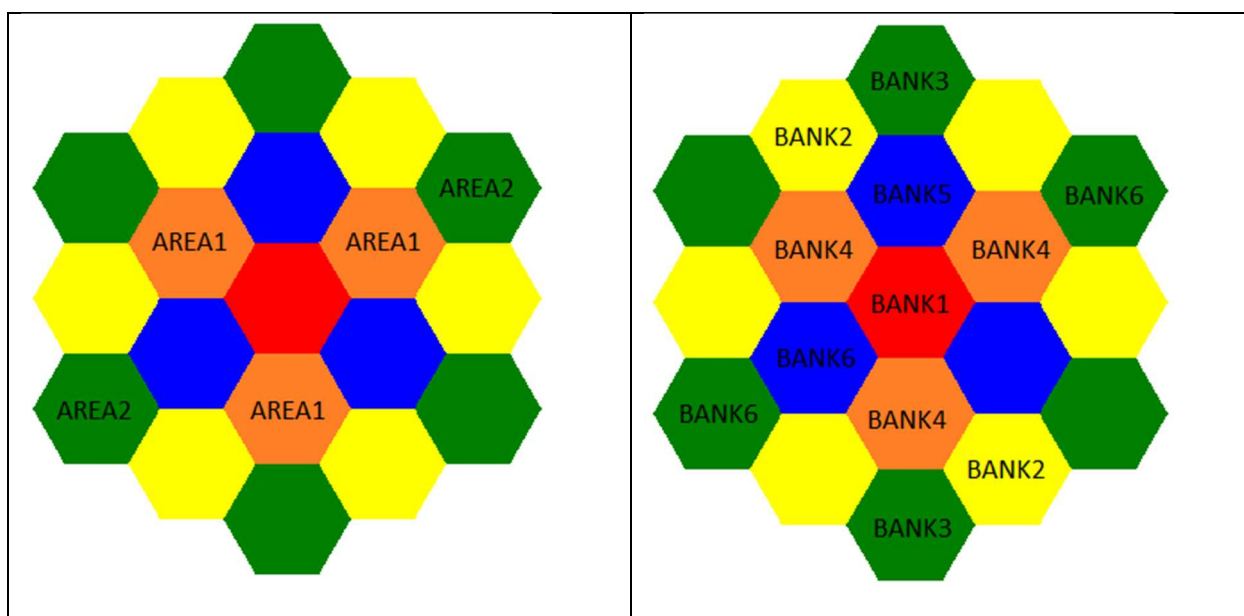 AREA2
AREA1 AREA1
AREA2 AREA1
BANK3
BANK2
BANK5 BANK6
BANK4 BANK4
BANK1
BANK6
BANK6 BANK4
BANK2
BANK3